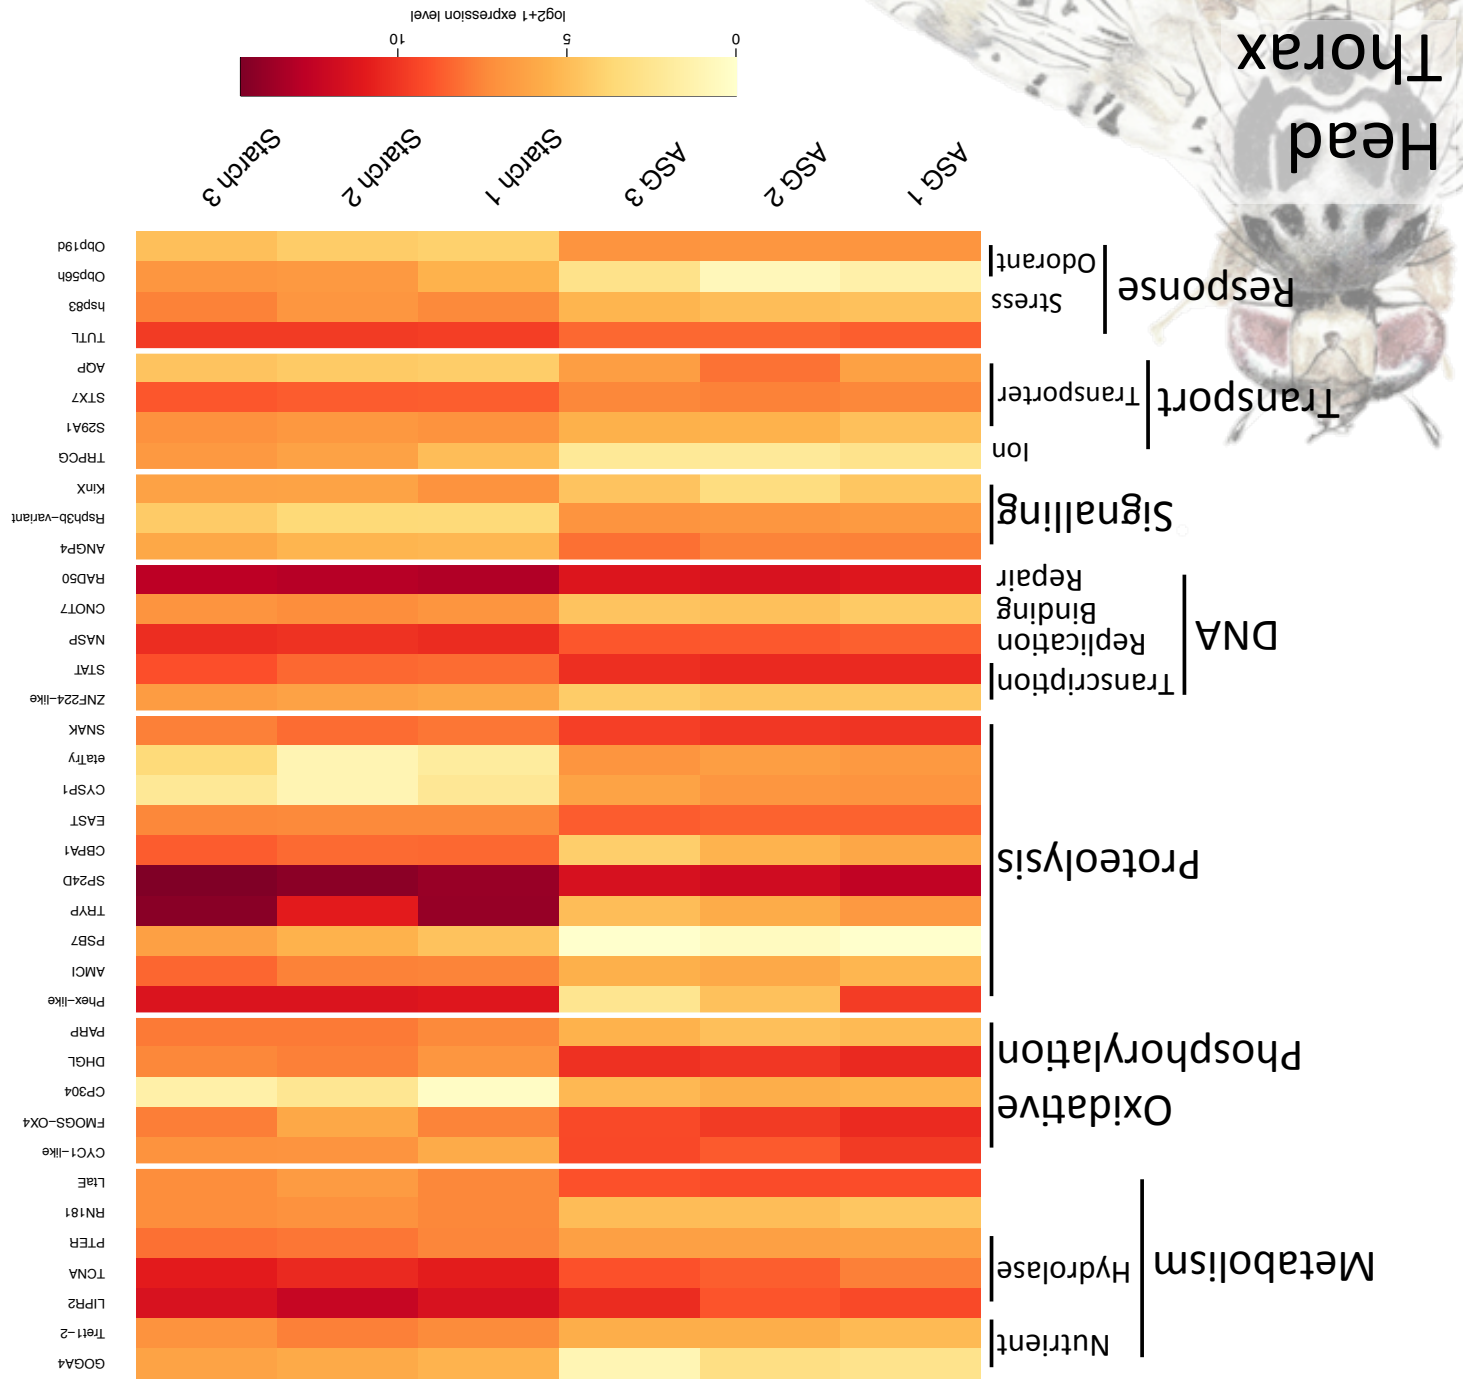 Nutrient
Hydrolase
Metabolism
GOGA4
Tret1−2
LIPR2
TCNA
PTER
RN181
LtaE
Oxidative
Phosphorylation
CYC1−like
FMOGS−OX4
CP304
DHGL
PARP
Proteolysis
Phex−like
AMCI
PSB7
TRYP
SP24D
CBPA1
EAST
CYSP1
etaTry
SNAK
DNA
Transcription
Replication
Binding
Repair
ZNF224−like
STAT
NASP
CNOT7
RAD50
Signalling
ANGP4
Rsph3b−variant
KinX
Transport
Ion
Transporter
TRPCG
S29A1
STX7
AQP
Response
Stress
Odorant
TUTL
hsp83
Obp56h
Obp19d
ASG 1
ASG 2
ASG 3
Starch 1
Starch 2
Starch 3
Head
Thorax
0 5 10
log2+1 expression level